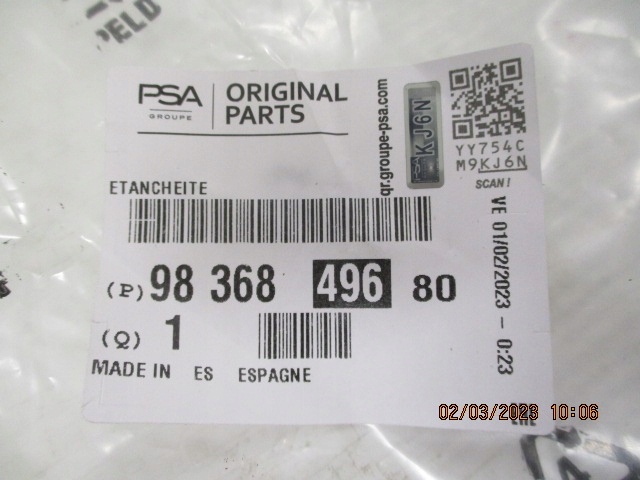 PELD
PSA
GROUPE
ORIGINAL
PARTS
qr.groupe-psa.com
KJ6N
YY754C
M9KJ6N
SCAN!
ETANCHEITE
(P) 98 368 496 80
(Q) 1
MADE IN ES ESPAGNE
VE 01/02/2023 - 0:23
02/03/2023 10:06